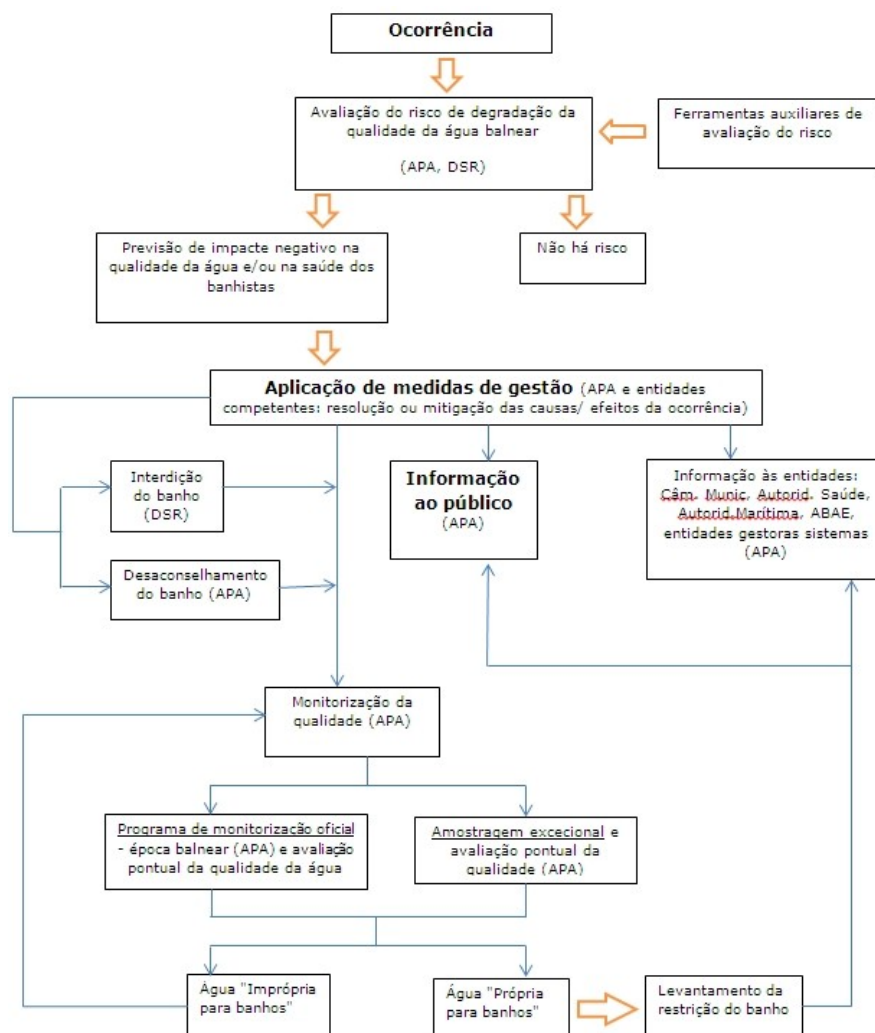 Ocorrência
Avaliação do risco de degradação da
qualidade da água balnear
(APA, DSR)
Ferramentas auxiliares de
avaliação do risco
Previsão de impacte negativo na
qualidade da água e/ou na saúde dos
banhistas
Não há risco
Aplicação de medidas de gestão (APA e entidades
competentes: resolução ou mitigação das causas/ efeitos da ocorrência)
Interdição
do banho
(DSR)
Informação
ao público
(APA)
Informação às entidades:
Câm. Munic, Autorid. Saúde,
Autorid.Marítima, ABAE,
entidades gestoras sistemas
(APA)
Desaconselhamento
do banho (APA)
Monitorização da
qualidade (APA)
Programa de monitorização oficial
- época balnear (APA) e avaliação
pontual da qualidade da água
Amostragem excecional e
avaliação pontual da
qualidade (APA)
Água "Imprópria
para banhos"
Água "Própria
para banhos"
Levantamento da
restrição do banho